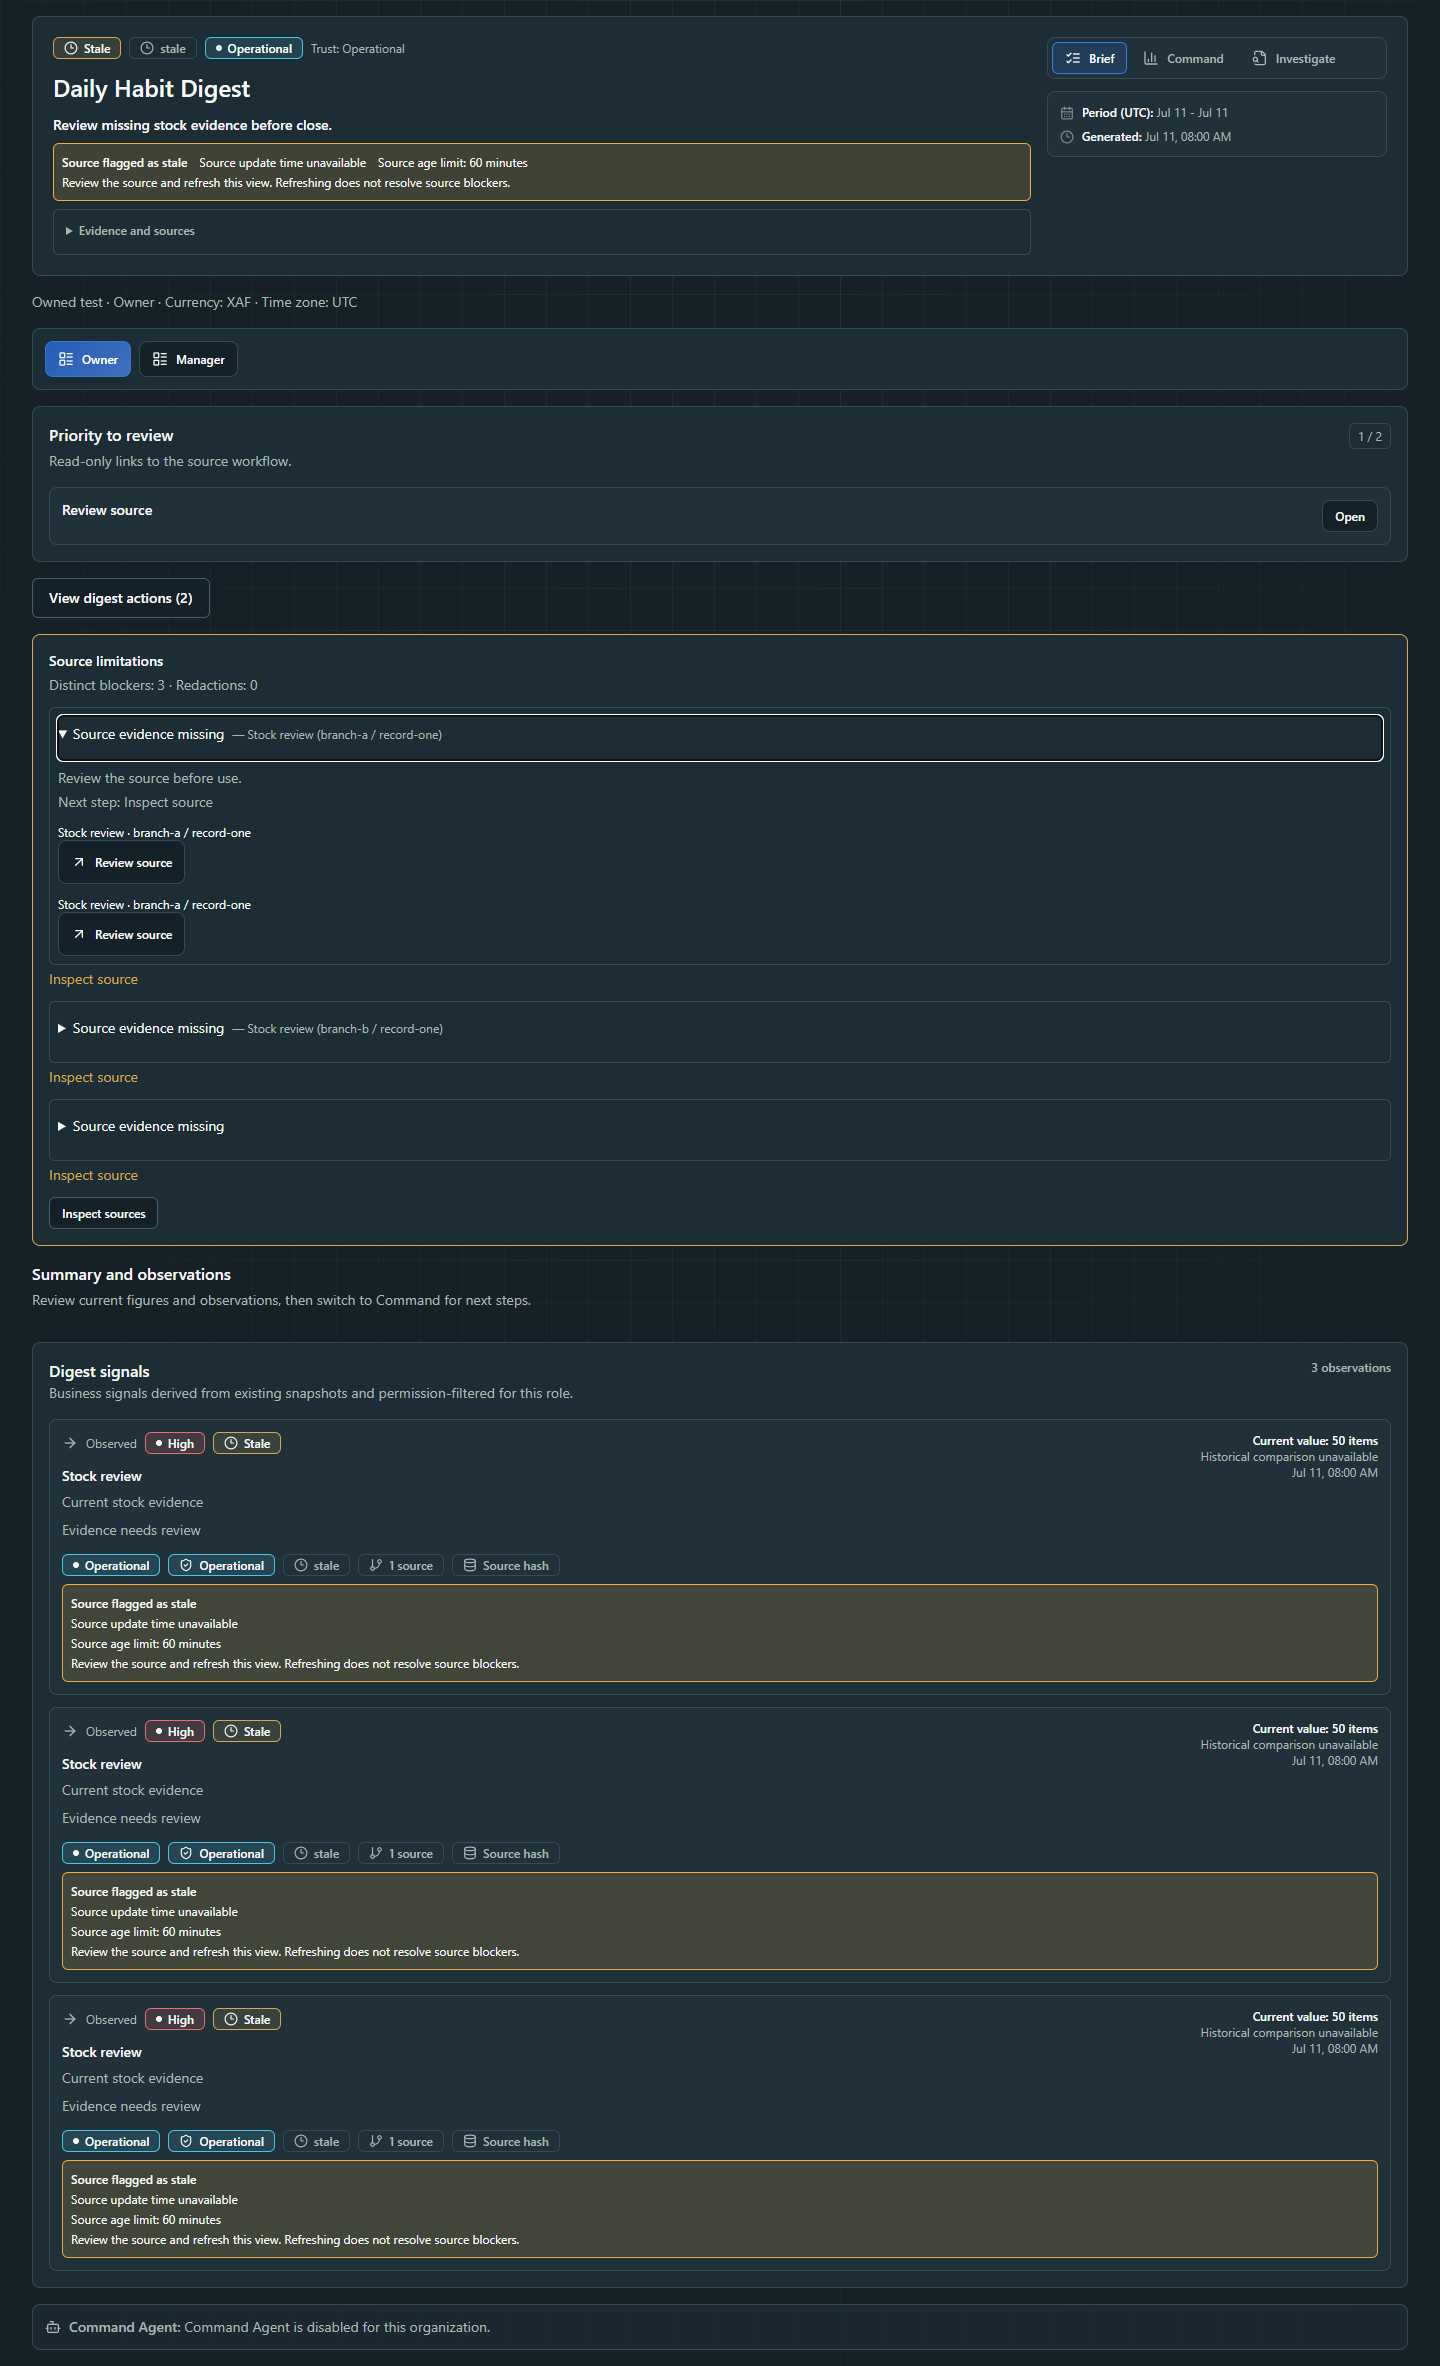 Stale
stale
Operational
Trust: Operational
Brief
Command
Investigate
Daily Habit Digest
Period (UTC): Jul 11 - Jul 11
Review missing stock evidence before close.
Generated: Jul 11, 08:00 AM
Source flagged as stale Source update time unavailable Source age limit: 60 minutes
Review the source and refresh this view. Refreshing does not resolve source blockers.
Evidence and sources
Owned test · Owner · Currency: XAF · Time zone: UTC
Owner
Manager
Priority to review
1 / 2
Read-only links to the source workflow.
Review source
Open
View digest actions (2)
Source limitations
Distinct blockers: 3 · Redactions: 0
Source evidence missing — Stock review (branch-a / record-one)
Review the source before use.
Next step: Inspect source
Stock review · branch-a / record-one
Review source
Stock review · branch-a / record-one
Review source
Inspect source
Source evidence missing — Stock review (branch-b / record-one)
Inspect source
Source evidence missing
Inspect source
Inspect sources
Summary and observations
Review current figures and observations, then switch to Command for next steps.
Digest signals
3 observations
Business signals derived from existing snapshots and permission-filtered for this role.
Observed
High
Stale
Current value: 50 items
Historical comparison unavailable
Jul 11, 08:00 AM
Stock review
Current stock evidence
Evidence needs review
Operational
Operational
stale
1 source
Source hash
Source flagged as stale
Source update time unavailable
Source age limit: 60 minutes
Review the source and refresh this view. Refreshing does not resolve source blockers.
Observed
High
Stale
Current value: 50 items
Historical comparison unavailable
Jul 11, 08:00 AM
Stock review
Current stock evidence
Evidence needs review
Operational
Operational
stale
1 source
Source hash
Source flagged as stale
Source update time unavailable
Source age limit: 60 minutes
Review the source and refresh this view. Refreshing does not resolve source blockers.
Observed
High
Stale
Current value: 50 items
Historical comparison unavailable
Jul 11, 08:00 AM
Stock review
Current stock evidence
Evidence needs review
Operational
Operational
stale
1 source
Source hash
Source flagged as stale
Source update time unavailable
Source age limit: 60 minutes
Review the source and refresh this view. Refreshing does not resolve source blockers.
Command Agent: Command Agent is disabled for this organization.